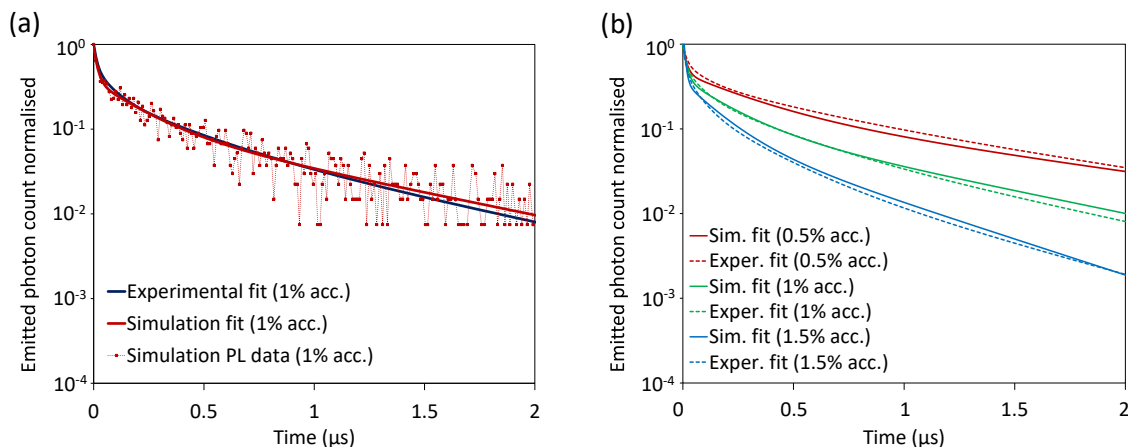 (a)
Emitted photon count normalised
10⁰
10⁻¹
10⁻²
10⁻³
10⁻⁴
Experimental fit (1% acc.)
Simulation fit (1% acc.)
Simulation PL data (1% acc.)
0
0.5
1
1.5
2
Time (µs)
(b)
Emitted photon count normalised
10⁰
10⁻¹
10⁻²
10⁻³
10⁻⁴
Sim. fit (0.5% acc.)
Exper. fit (0.5% acc.)
Sim. fit (1% acc.)
Exper. fit (1% acc.)
Sim. fit (1.5% acc.)
Exper. fit (1.5% acc.)
0
0.5
1
1.5
2
Time (µs)